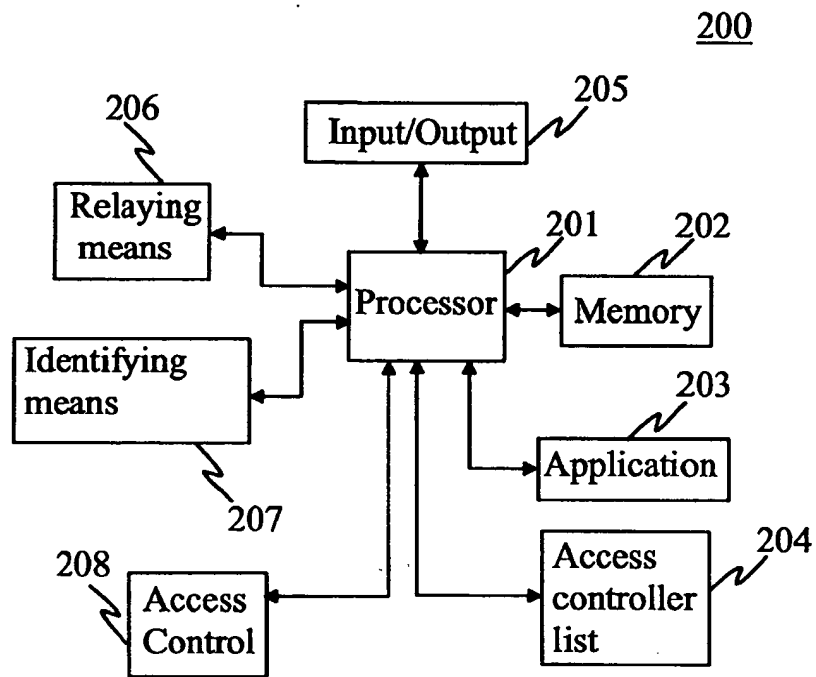 200
206
205
Input/Output
Relaying
means
201
202
Processor
Memory
Identifying
means
203
Application
207
208
Access
Control
Access
controller
list
204